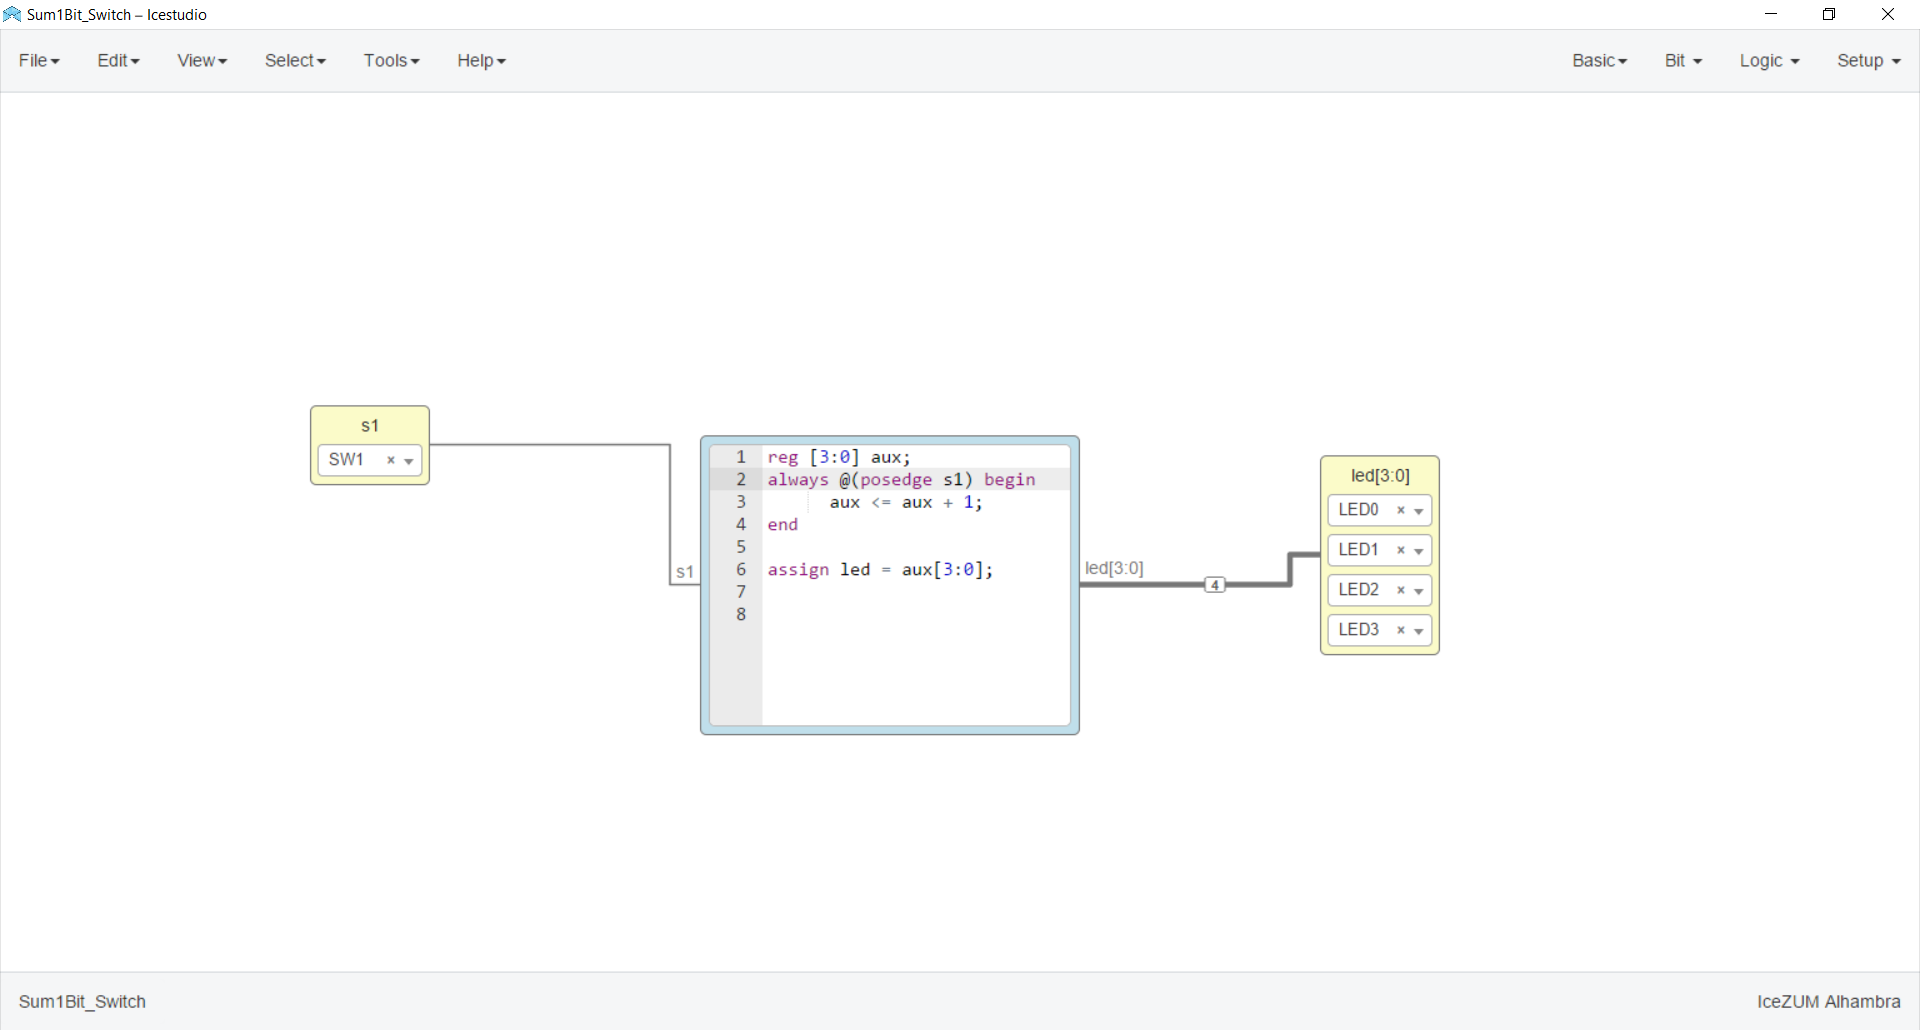 Sum1Bit_Switch – Icestudio
File Edit View Select Tools Help Basic Bit Logic Setup
s1
SW1 ×
s1
1 reg [3:0] aux;
2 always @(posedge s1) begin
3 aux <= aux + 1;
4 end
5
6 assign led = aux[3:0];
7
8
led[3:0]
4
led[3:0]
LED0 ×
LED1 ×
LED2 ×
LED3 ×
Sum1Bit_Switch IceZUM Alhambra